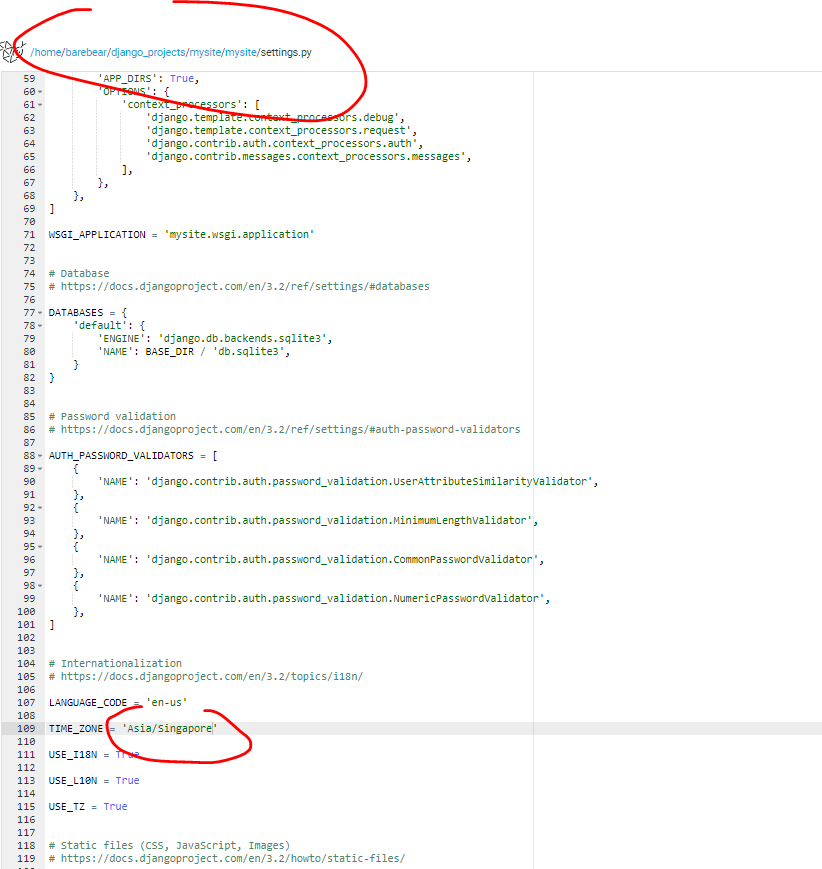 /home/barebear/django_projects/mysite/mysite/settings.py
59 'APP_DIRS': True,
60 'OPTIONS': {
61 'context_processors': [
62 'django.template.context_processors.debug',
63 'django.template.context_processors.request',
64 'django.contrib.auth.context_processors.auth',
65 'django.contrib.messages.context_processors.messages',
66 ],
67 },
68 },
69 ]
70
71 WSGI_APPLICATION = 'mysite.wsgi.application'
72
73
74 # Database
75 # https://docs.djangoproject.com/en/3.2/ref/settings/#databases
76
77 DATABASES = {
78 'default': {
79 'ENGINE': 'django.db.backends.sqlite3',
80 'NAME': BASE_DIR / 'db.sqlite3',
81 }
82 }
83
84
85 # Password validation
86 # https://docs.djangoproject.com/en/3.2/ref/settings/#auth-password-validators
87
88 AUTH_PASSWORD_VALIDATORS = [
89 {
90 'NAME': 'django.contrib.auth.password_validation.UserAttributeSimilarityValidator',
91 },
92 {
93 'NAME': 'django.contrib.auth.password_validation.MinimumLengthValidator',
94 },
95 {
96 'NAME': 'django.contrib.auth.password_validation.CommonPasswordValidator',
97 },
98 {
99 'NAME': 'django.contrib.auth.password_validation.NumericPasswordValidator',
100 },
101 ]
102
103
104 # Internationalization
105 # https://docs.djangoproject.com/en/3.2/topics/i18n/
106
107 LANGUAGE_CODE = 'en-us'
108
109 TIME_ZONE = 'Asia/Singapore'
110
111 USE_I18N = True
112
113 USE_L10N = True
114
115 USE_TZ = True
116
117
118 # Static files (CSS, JavaScript, Images)
119 # https://docs.djangoproject.com/en/3.2/howto/static-files/